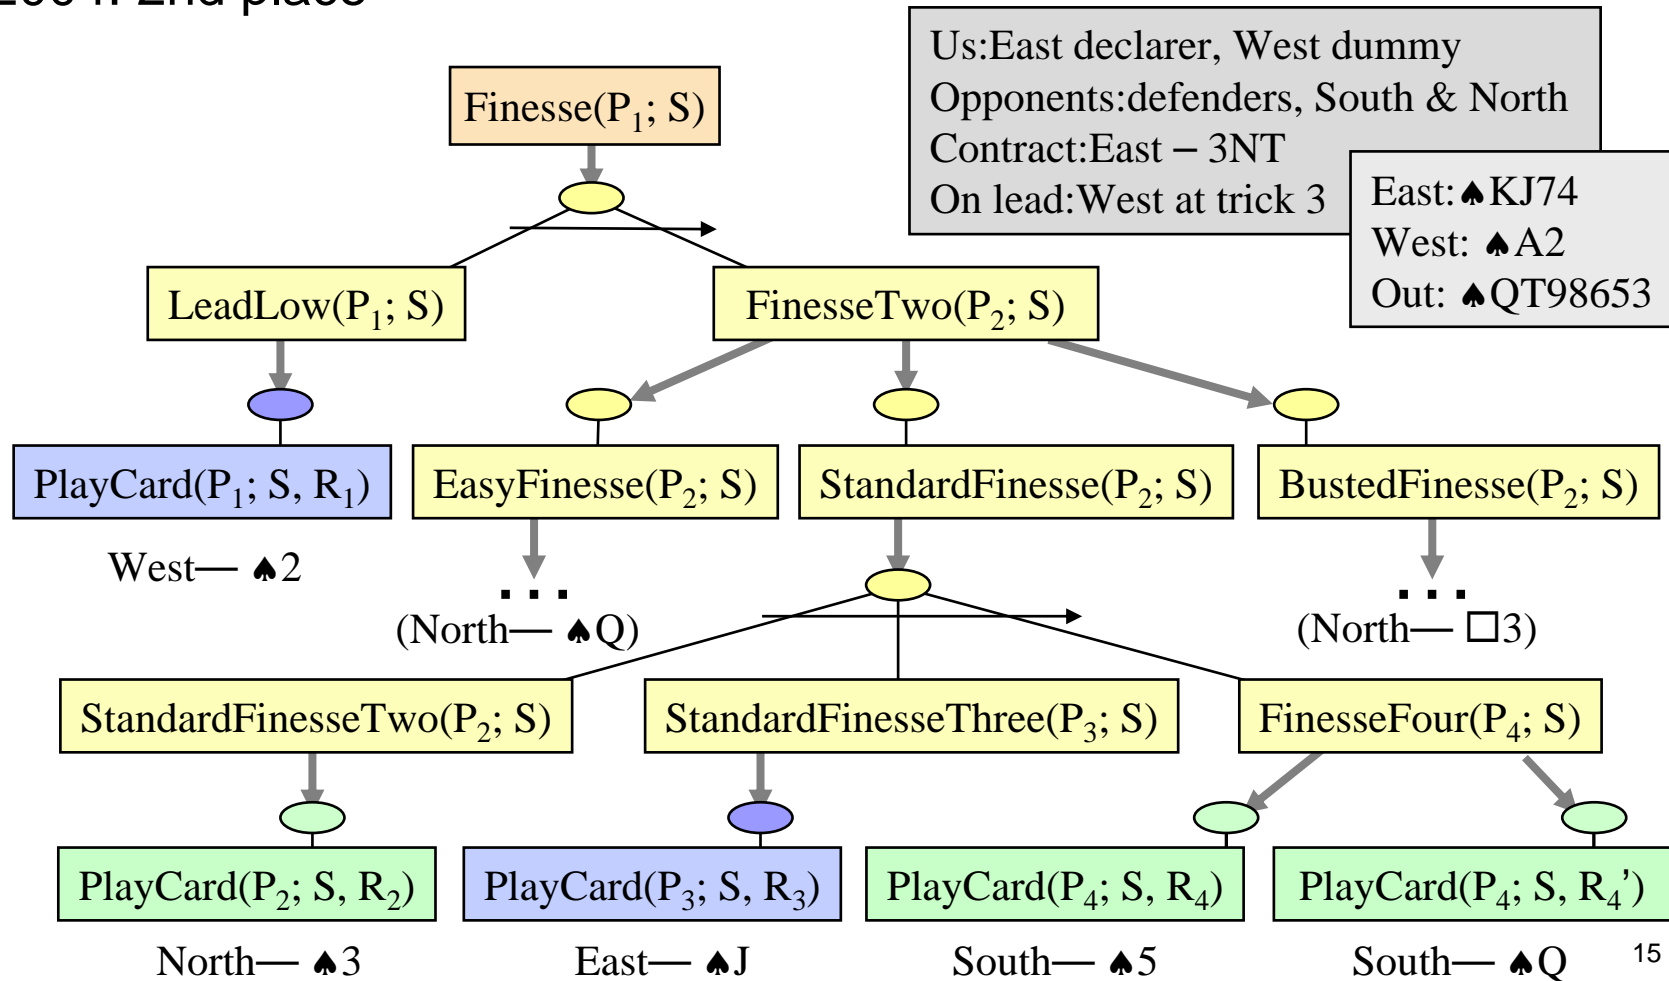 2nd place
Us:East declarer, West dummy
Opponents:defenders, South & North
Contract:East – 3NT
On lead:West at trick 3
East:♠KJ74
West: ♠A2
Out: ♠QT98653
Finesse(P₁; S)
LeadLow(P₁; S)
FinesseTwo(P₂; S)
PlayCard(P₁; S, R₁)
EasyFinesse(P₂; S)
StandardFinesse(P₂; S)
BustedFinesse(P₂; S)
West— ♠2
...
(North— ♠Q)
...
(North— □3)
StandardFinesseTwo(P₂; S)
StandardFinesseThree(P₃; S)
FinesseFour(P₄; S)
PlayCard(P₂; S, R₂)
PlayCard(P₃; S, R₃)
PlayCard(P₄; S, R₄)
PlayCard(P₄; S, R₄’)
North— ♠3
East— ♠J
South— ♠5
South— ♠Q
15